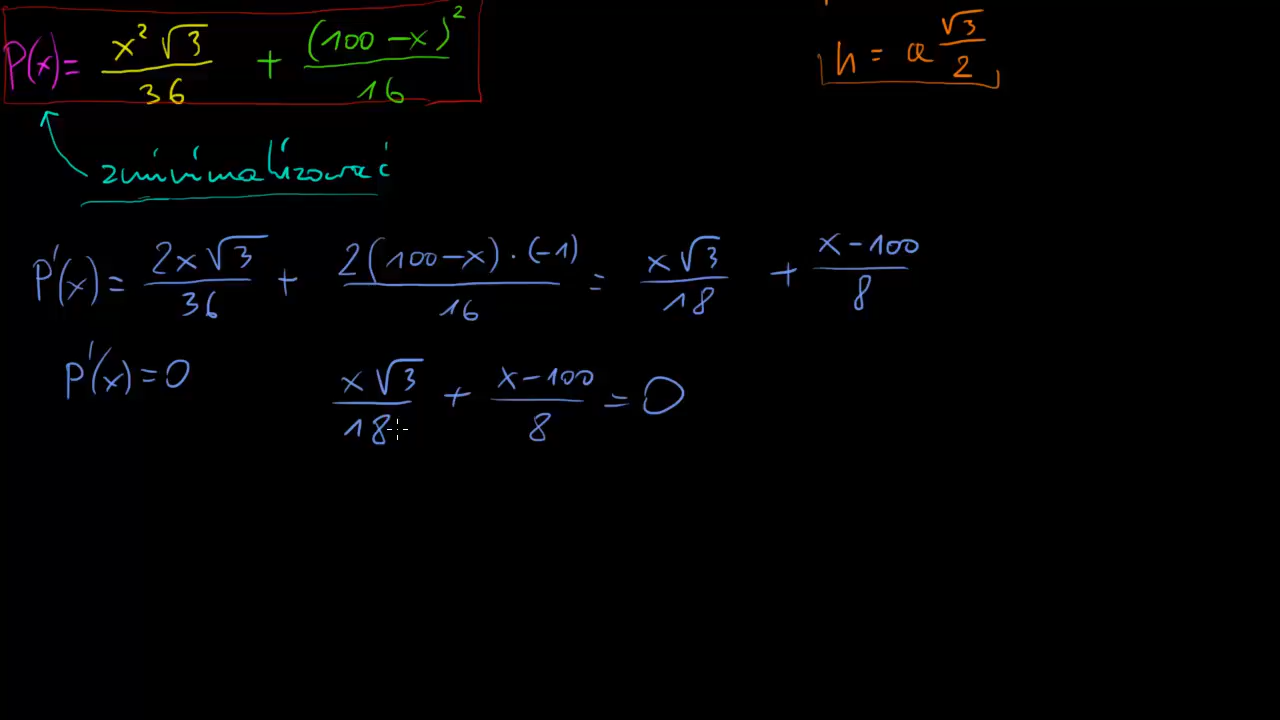 P(x) = x² √3 / 36 + (100 − x)² / 16
h = a √3 / 2
zminimalizować
P'(x) = 2x √3 / 36 + 2(100 − x) · (−1) / 16 = x √3 / 18 + x − 100 / 8
P'(x) = 0    x √3 / 18 + x − 100 / 8 = 0